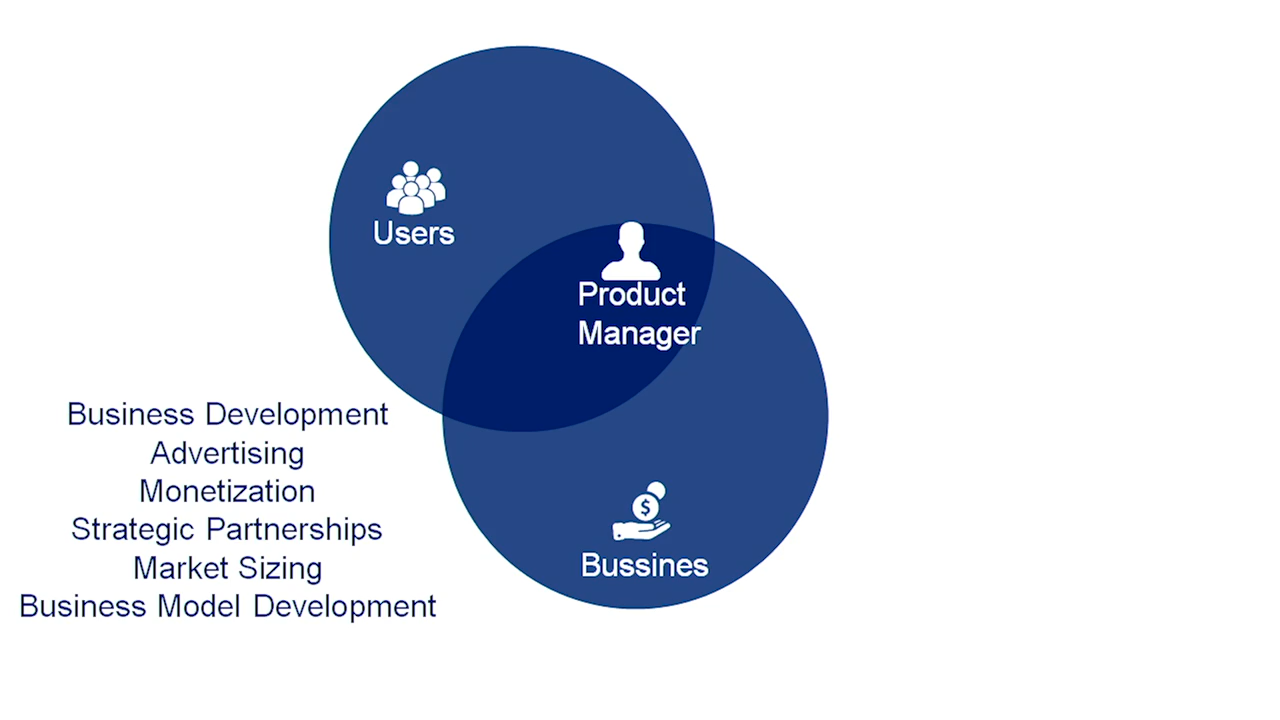 Users
Product
Manager
Business Development
Advertising
Monetization
Strategic Partnerships
Market Sizing
Business Model Development
$
Bussines